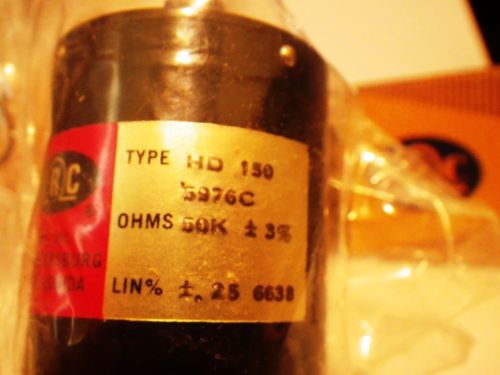 TYPE HD 150
5976C
OHMS 50K ± 3%
LIN% ±. 25 6638